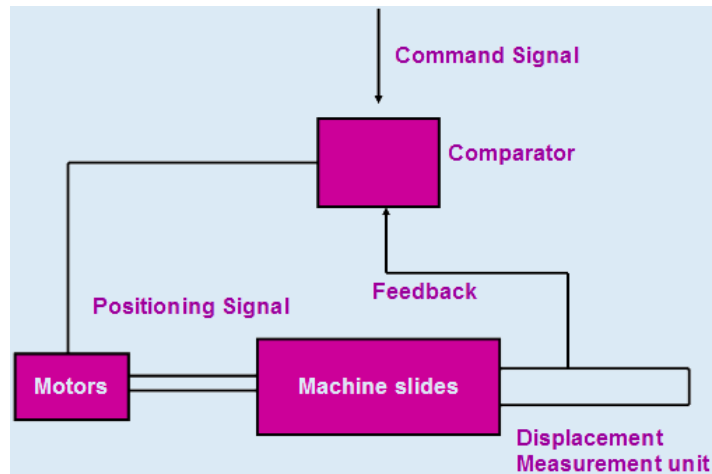 Command Signal
Comparator
Feedback
Positioning Signal
Motors
Machine slides
Displacement
Measurement unit